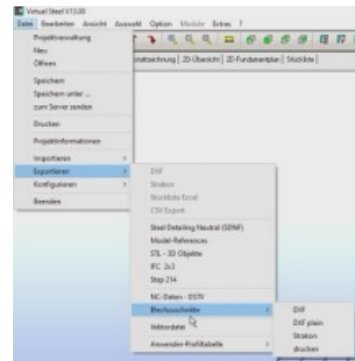 Virtual Steel V13.00
Datei Bearbeiten Ansicht Auswahl Option Module Extras ?
Projektverwaltung
Neu
2D-Übersicht | 2D-Fundamentplan | Stückliste |
Öffnen
Speichern
Speichern unter ...
zum Server senden
Drucken
Projektinformationen
Importieren
Exportieren
DXF
Konfigurieren
Strakon
Stückliste Excel
Beenden
CSV Export
Steel Detailing Neutral (SDNF)
Model-References
STL - 3D Objekte
IFC 2x3
Step 214
NC-Daten - DSTV
Blechzuschnitte
DXF
DXF plain
Vektordatei
Strakon
Anwender-Profiltabelle
drucken